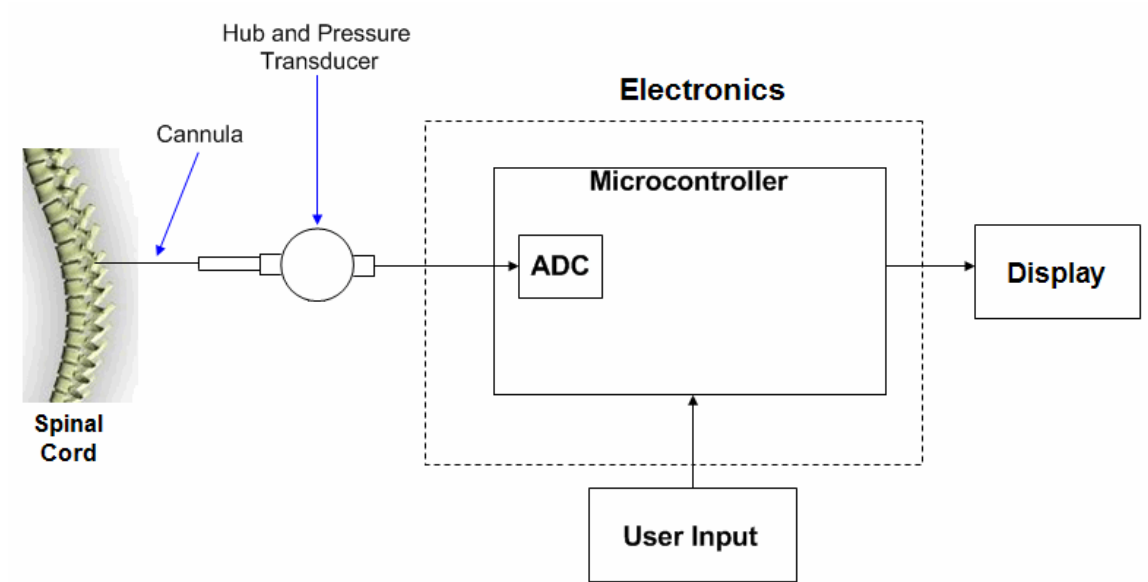 Hub and Pressure
Transducer
Electronics
Cannula
Microcontroller
ADC
Display
Spinal
Cord
User Input